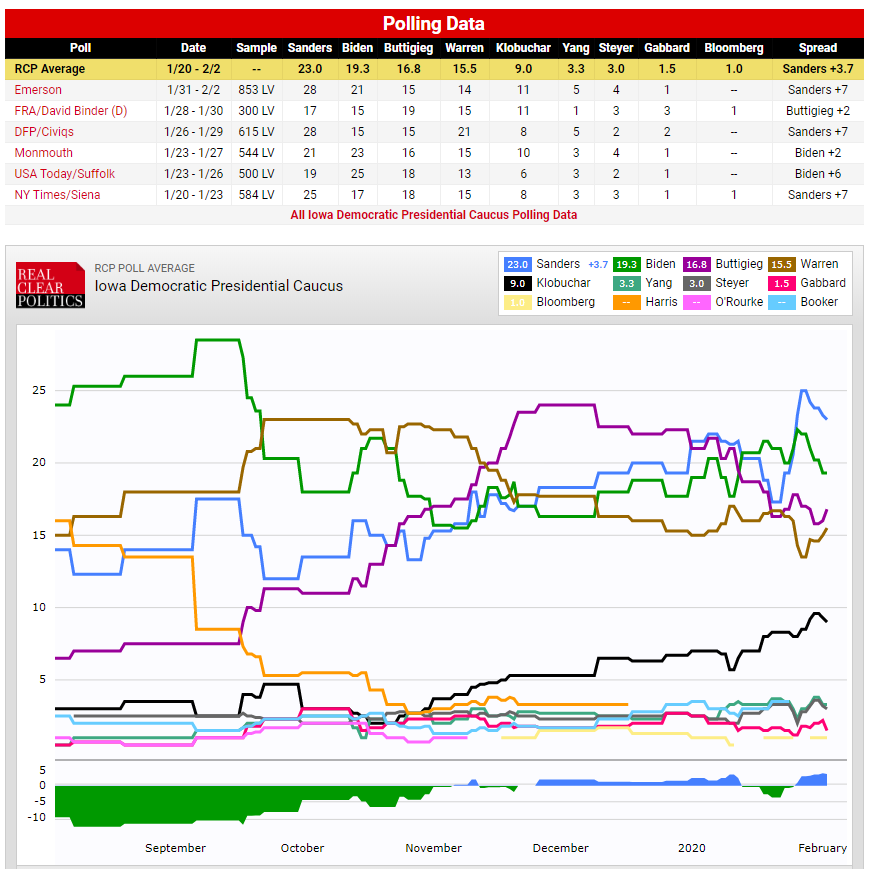 Polling Data
Poll Date Sample Sanders Biden Buttigieg Warren Klobuchar Yang Steyer Gabbard Bloomberg Spread
RCP Average 1/20 - 2/2 -- 23.0 19.3 16.8 15.5 9.0 3.3 3.0 1.5 1.0 Sanders +3.7
Emerson 1/31 - 2/2 853 LV 28 21 15 14 11 5 4 1 -- Sanders +7
FRA/David Binder (D) 1/28 - 1/30 300 LV 17 15 19 15 11 1 3 3 1 Buttigieg +2
DFP/Civiqs 1/26 - 1/29 615 LV 28 15 15 21 8 5 2 2 -- Sanders +7
Monmouth 1/23 - 1/27 544 LV 21 23 16 15 10 3 4 1 -- Biden +2
USA Today/Suffolk 1/23 - 1/26 500 LV 19 25 18 13 6 3 2 1 -- Biden +6
NY Times/Siena 1/20 - 1/23 584 LV 25 17 18 15 8 3 3 1 1 Sanders +7
All Iowa Democratic Presidential Caucus Polling Data
REAL
CLEAR
POLITICS
RCP POLL AVERAGE
Iowa Democratic Presidential Caucus
23.0 Sanders +3.7 19.3 Biden 16.8 Buttigieg 15.5 Warren
9.0 Klobuchar 3.3 Yang 3.0 Steyer 1.5 Gabbard
1.0 Bloomberg -- Harris -- O'Rourke -- Booker
25
20
15
10
5
5
0
-5
-10
September October November December 2020 February